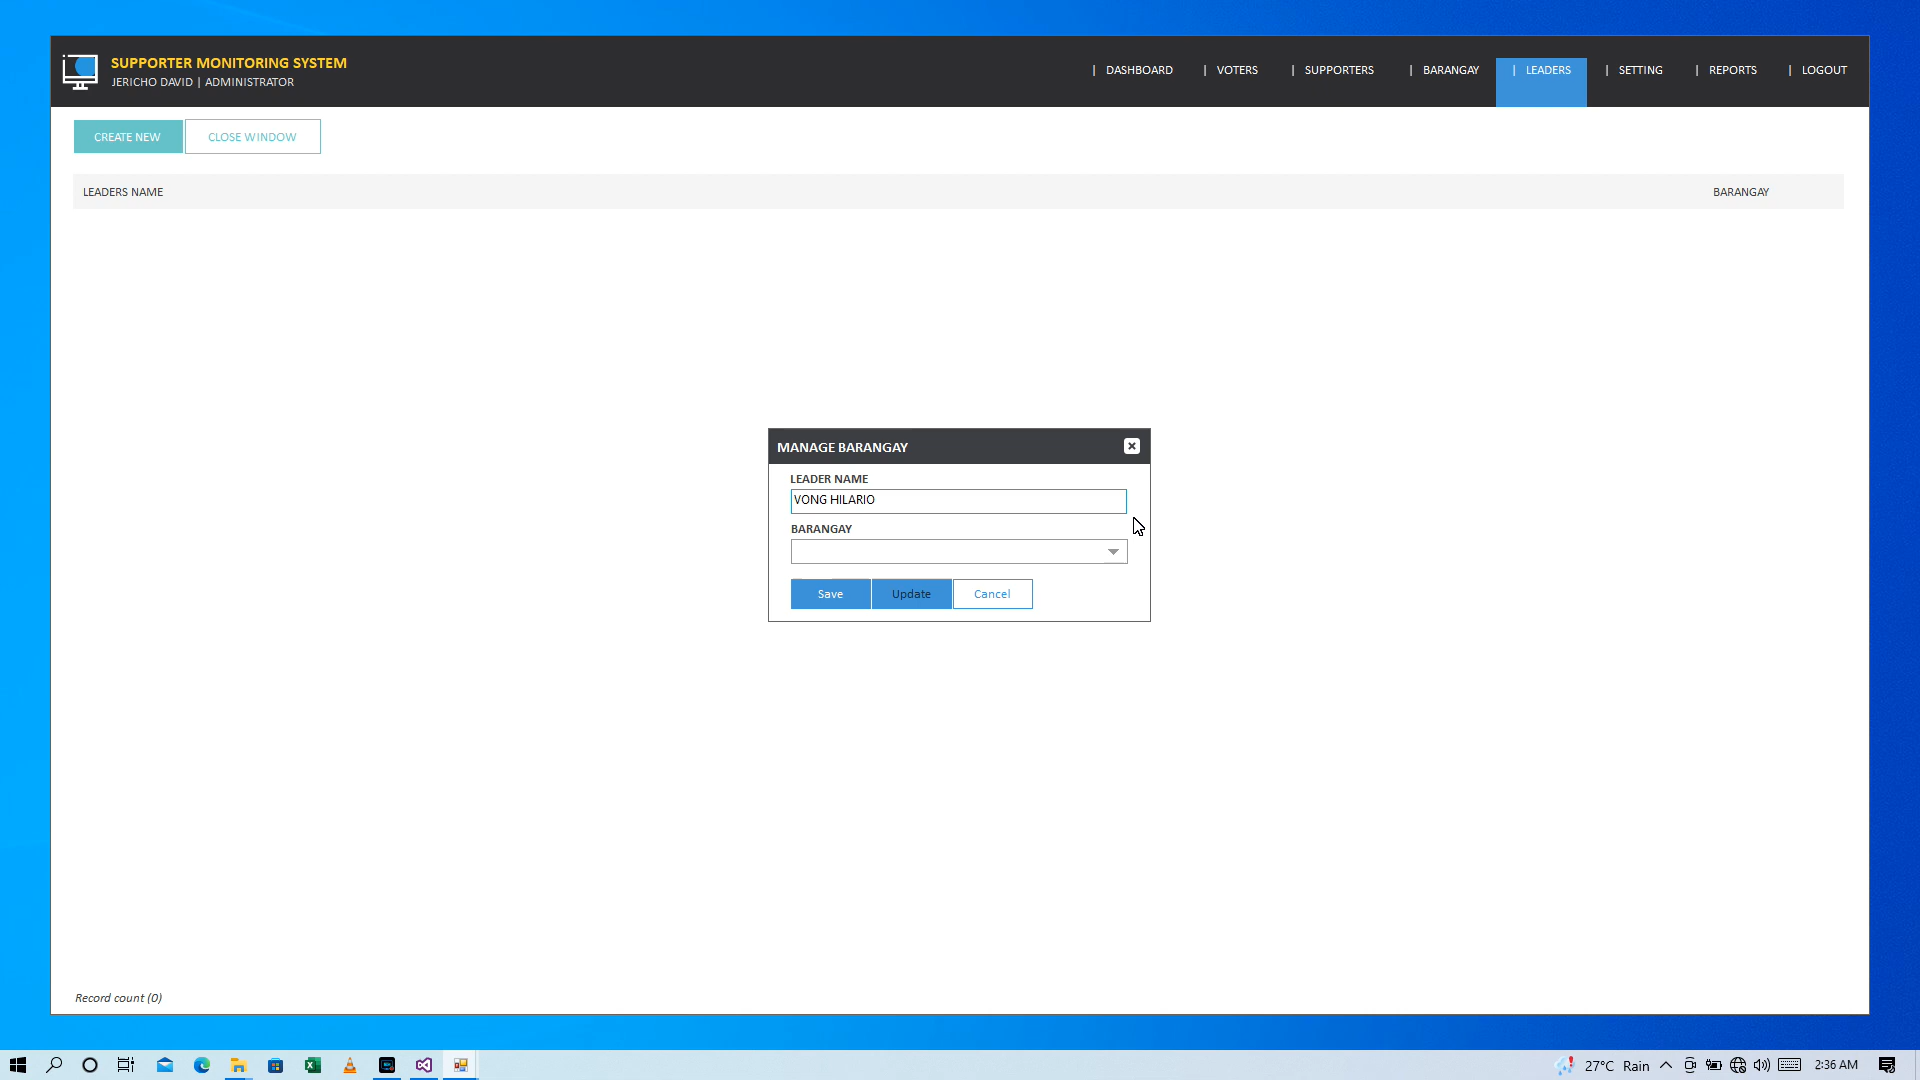 SUPPORTER MONITORING SYSTEM
JERICHO DAVID | ADMINISTRATOR
| DASHBOARD | VOTERS | SUPPORTERS | BARANGAY | LEADERS | SETTING | REPORTS | LOGOUT
CREATE NEW CLOSE WINDOW
LEADERS NAME BARANGAY
MANAGE BARANGAY
LEADER NAME
VONG HILARIO
BARANGAY
Save Update Cancel
Record count (0)
27°C Rain 2:36 AM